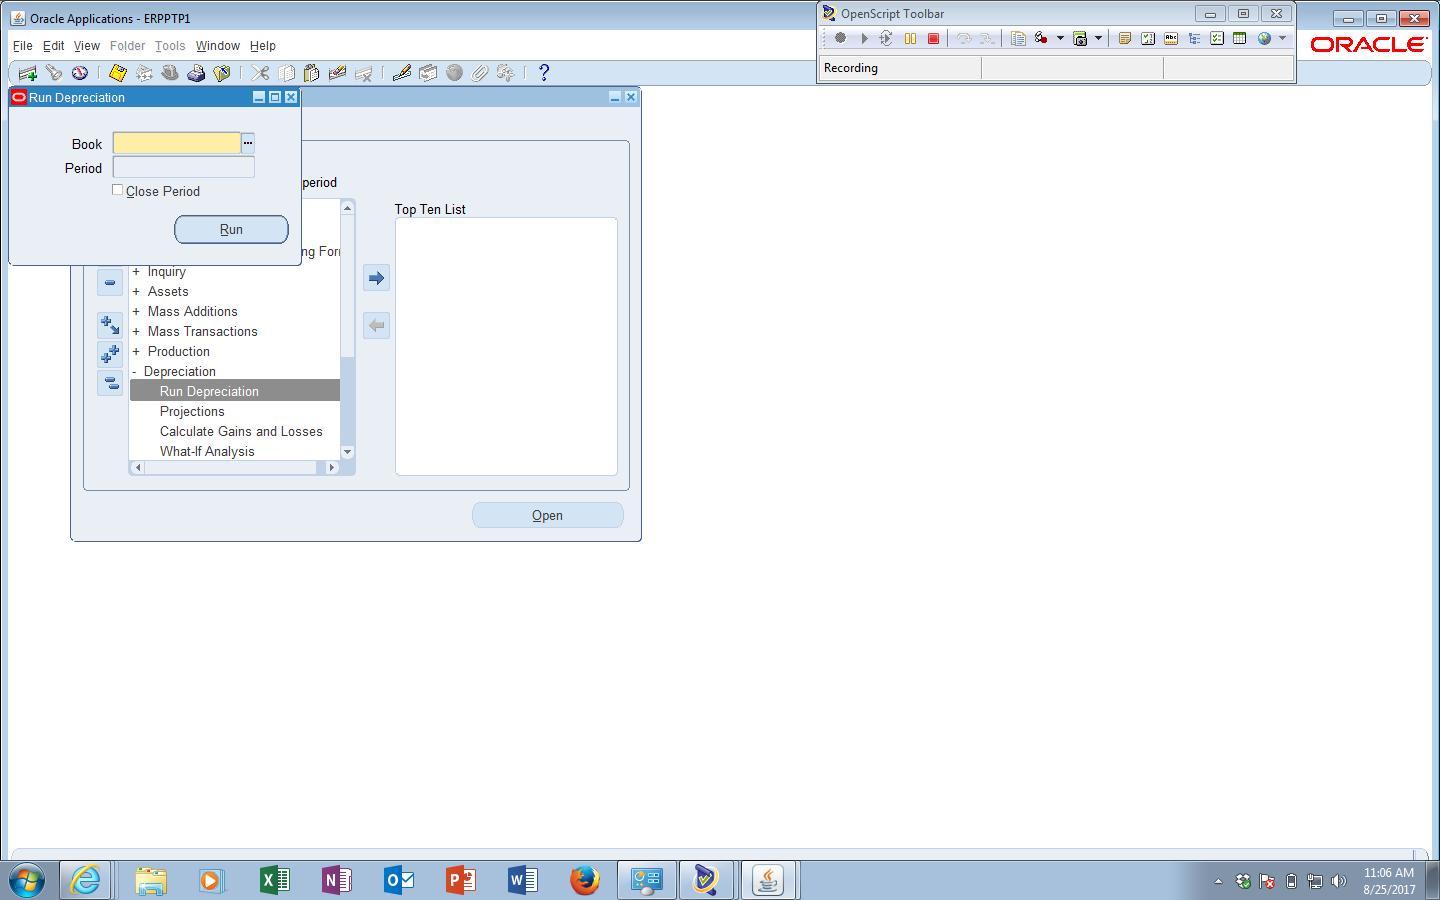 Oracle Applications - ERPPTP1
OpenScript Toolbar
File Edit View Folder Tools Window Help
ORACLE
Recording
Run Depreciation
Book
Period
Close Period
Run
period
Top Ten List
ng For
+ Inquiry
+ Assets
+ Mass Additions
+ Mass Transactions
+ Production
- Depreciation
Run Depreciation
Projections
Calculate Gains and Losses
What-If Analysis
Open
11:06 AM
8/25/2017